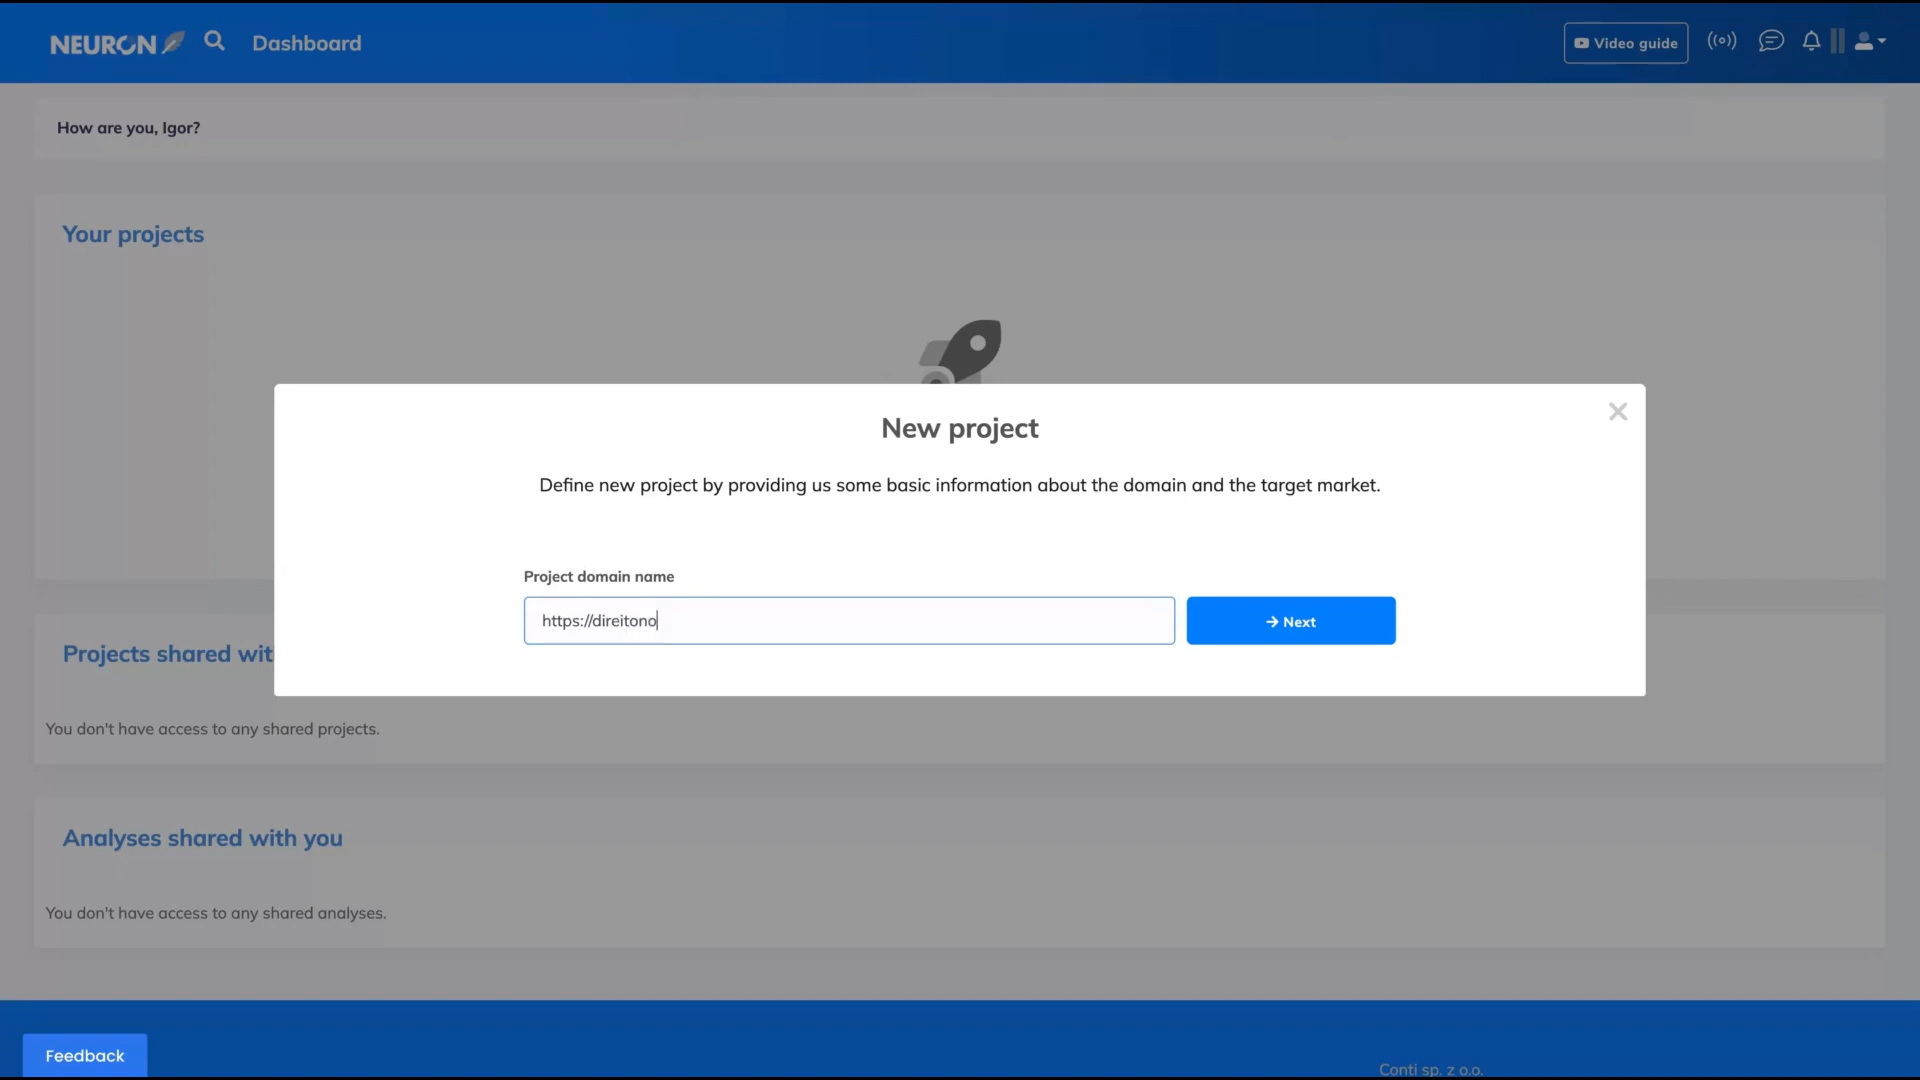 NEURON
Dashboard
Video guide
How are you, Igor?
Your projects
New project
Define new project by providing us some basic information about the domain and the target market.
Project domain name
https://direitono
Next
Projects shared wit
You don't have access to any shared projects.
Analyses shared with you
You don't have access to any shared analyses.
Feedback
Conti sp. z o.o.